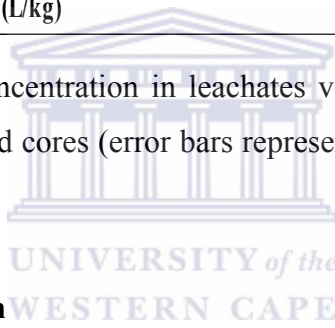 (L/kg)
ncentration in leachates v
d cores (error bars represe
UNIVERSITY of the
WESTERN CAPE